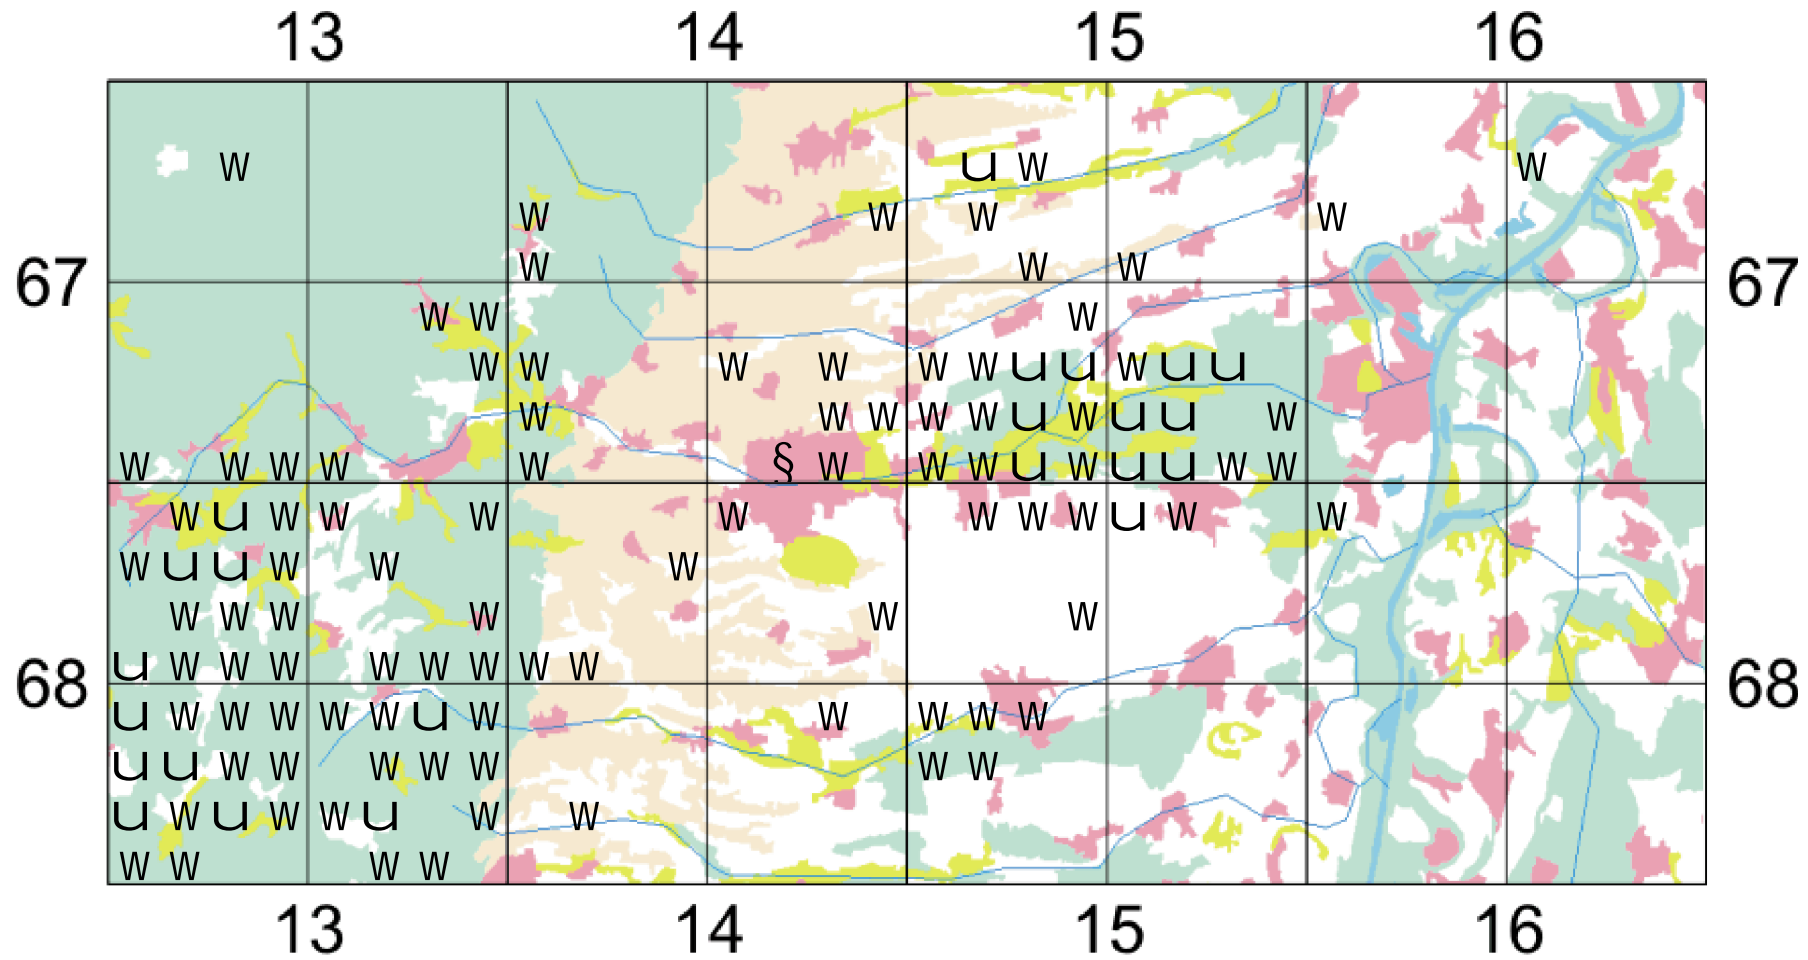 13 14 15 16
W u W W
W W W W
67 W W W 67
W W W
W W W W W W u u W u u
W W W W W u W u u W
W W W W W § W W W u W u u W W
W u W W W W W W W u W W
W u u W W W
W W W W W W
u W W W W W W W W
68 68
u W W W W W u W W W W W
u u W W W W W W W
u W u W W u W W
W W W W
13 14 15 16